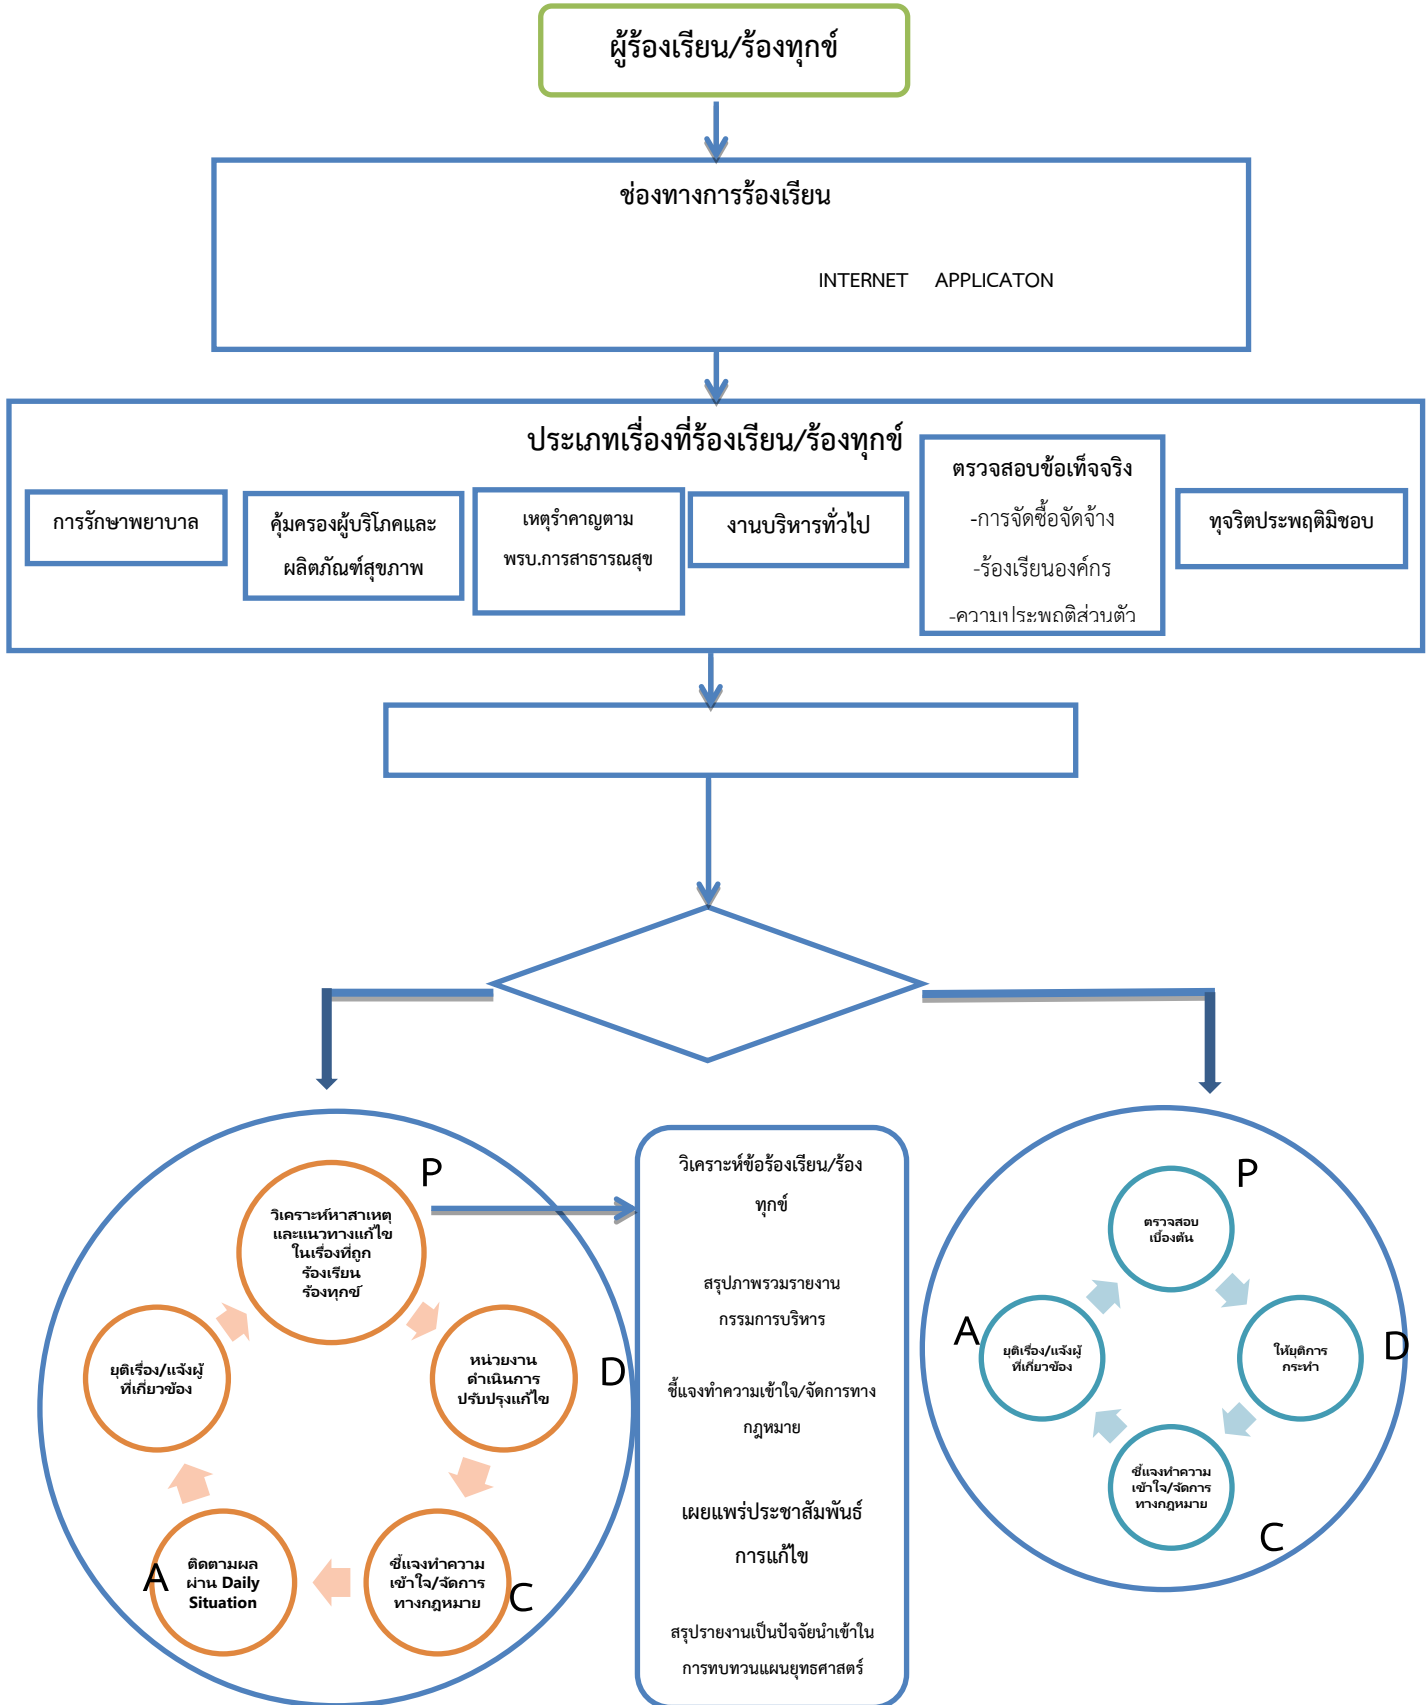 ผู้ร้องเรียน/ร้องทุกข์
ช่องทางการร้องเรียน
INTERNET APPLICATON
ประเภทเรื่องที่ร้องเรียน/ร้องทุกข์
การรักษาพยาบาล
คุ้มครองผู้บริโภคและ
ผลิตภัณฑ์สุขภาพ
เหตุรำคาญตาม
พรบ.การสาธารณสุข
งานบริหารทั่วไป
ตรวจสอบข้อเท็จจริง
-การจัดซื้อจัดจ้าง
-ร้องเรียนองค์กร
-ความประพฤติส่วนตัว
ทุจริตประพฤติมิชอบ
P
วิเคราะห์หาสาเหตุ
และแนวทางแก้ไข
ในเรื่องที่ถูก
ร้องเรียน
ร้องทุกข์
D
หน่วยงาน
ดำเนินการ
ปรับปรุงแก้ไข
C
ชี้แจงทำความ
เข้าใจ/จัดการ
ทางกฎหมาย
A
ติดตามผล
ผ่าน Daily
Situation
ยุติเรื่อง/แจ้งผู้
ที่เกี่ยวข้อง
วิเคราะห์ข้อร้องเรียน/ร้อง
ทุกข์
สรุปภาพรวมรายงาน
กรรมการบริหาร
ชี้แจงทำความเข้าใจ/จัดการทาง
กฎหมาย
เผยแพร่ประชาสัมพันธ์
การแก้ไข
สรุปรายงานเป็นปัจจัยนำเข้าใน
การทบทวนแผนยุทธศาสตร์
P
ตรวจสอบ
เบื้องต้น
D
ให้ยุติการ
กระทำ
C
ชี้แจงทำความ
เข้าใจ/จัดการ
ทางกฎหมาย
A
ยุติเรื่อง/แจ้งผู้
ที่เกี่ยวข้อง